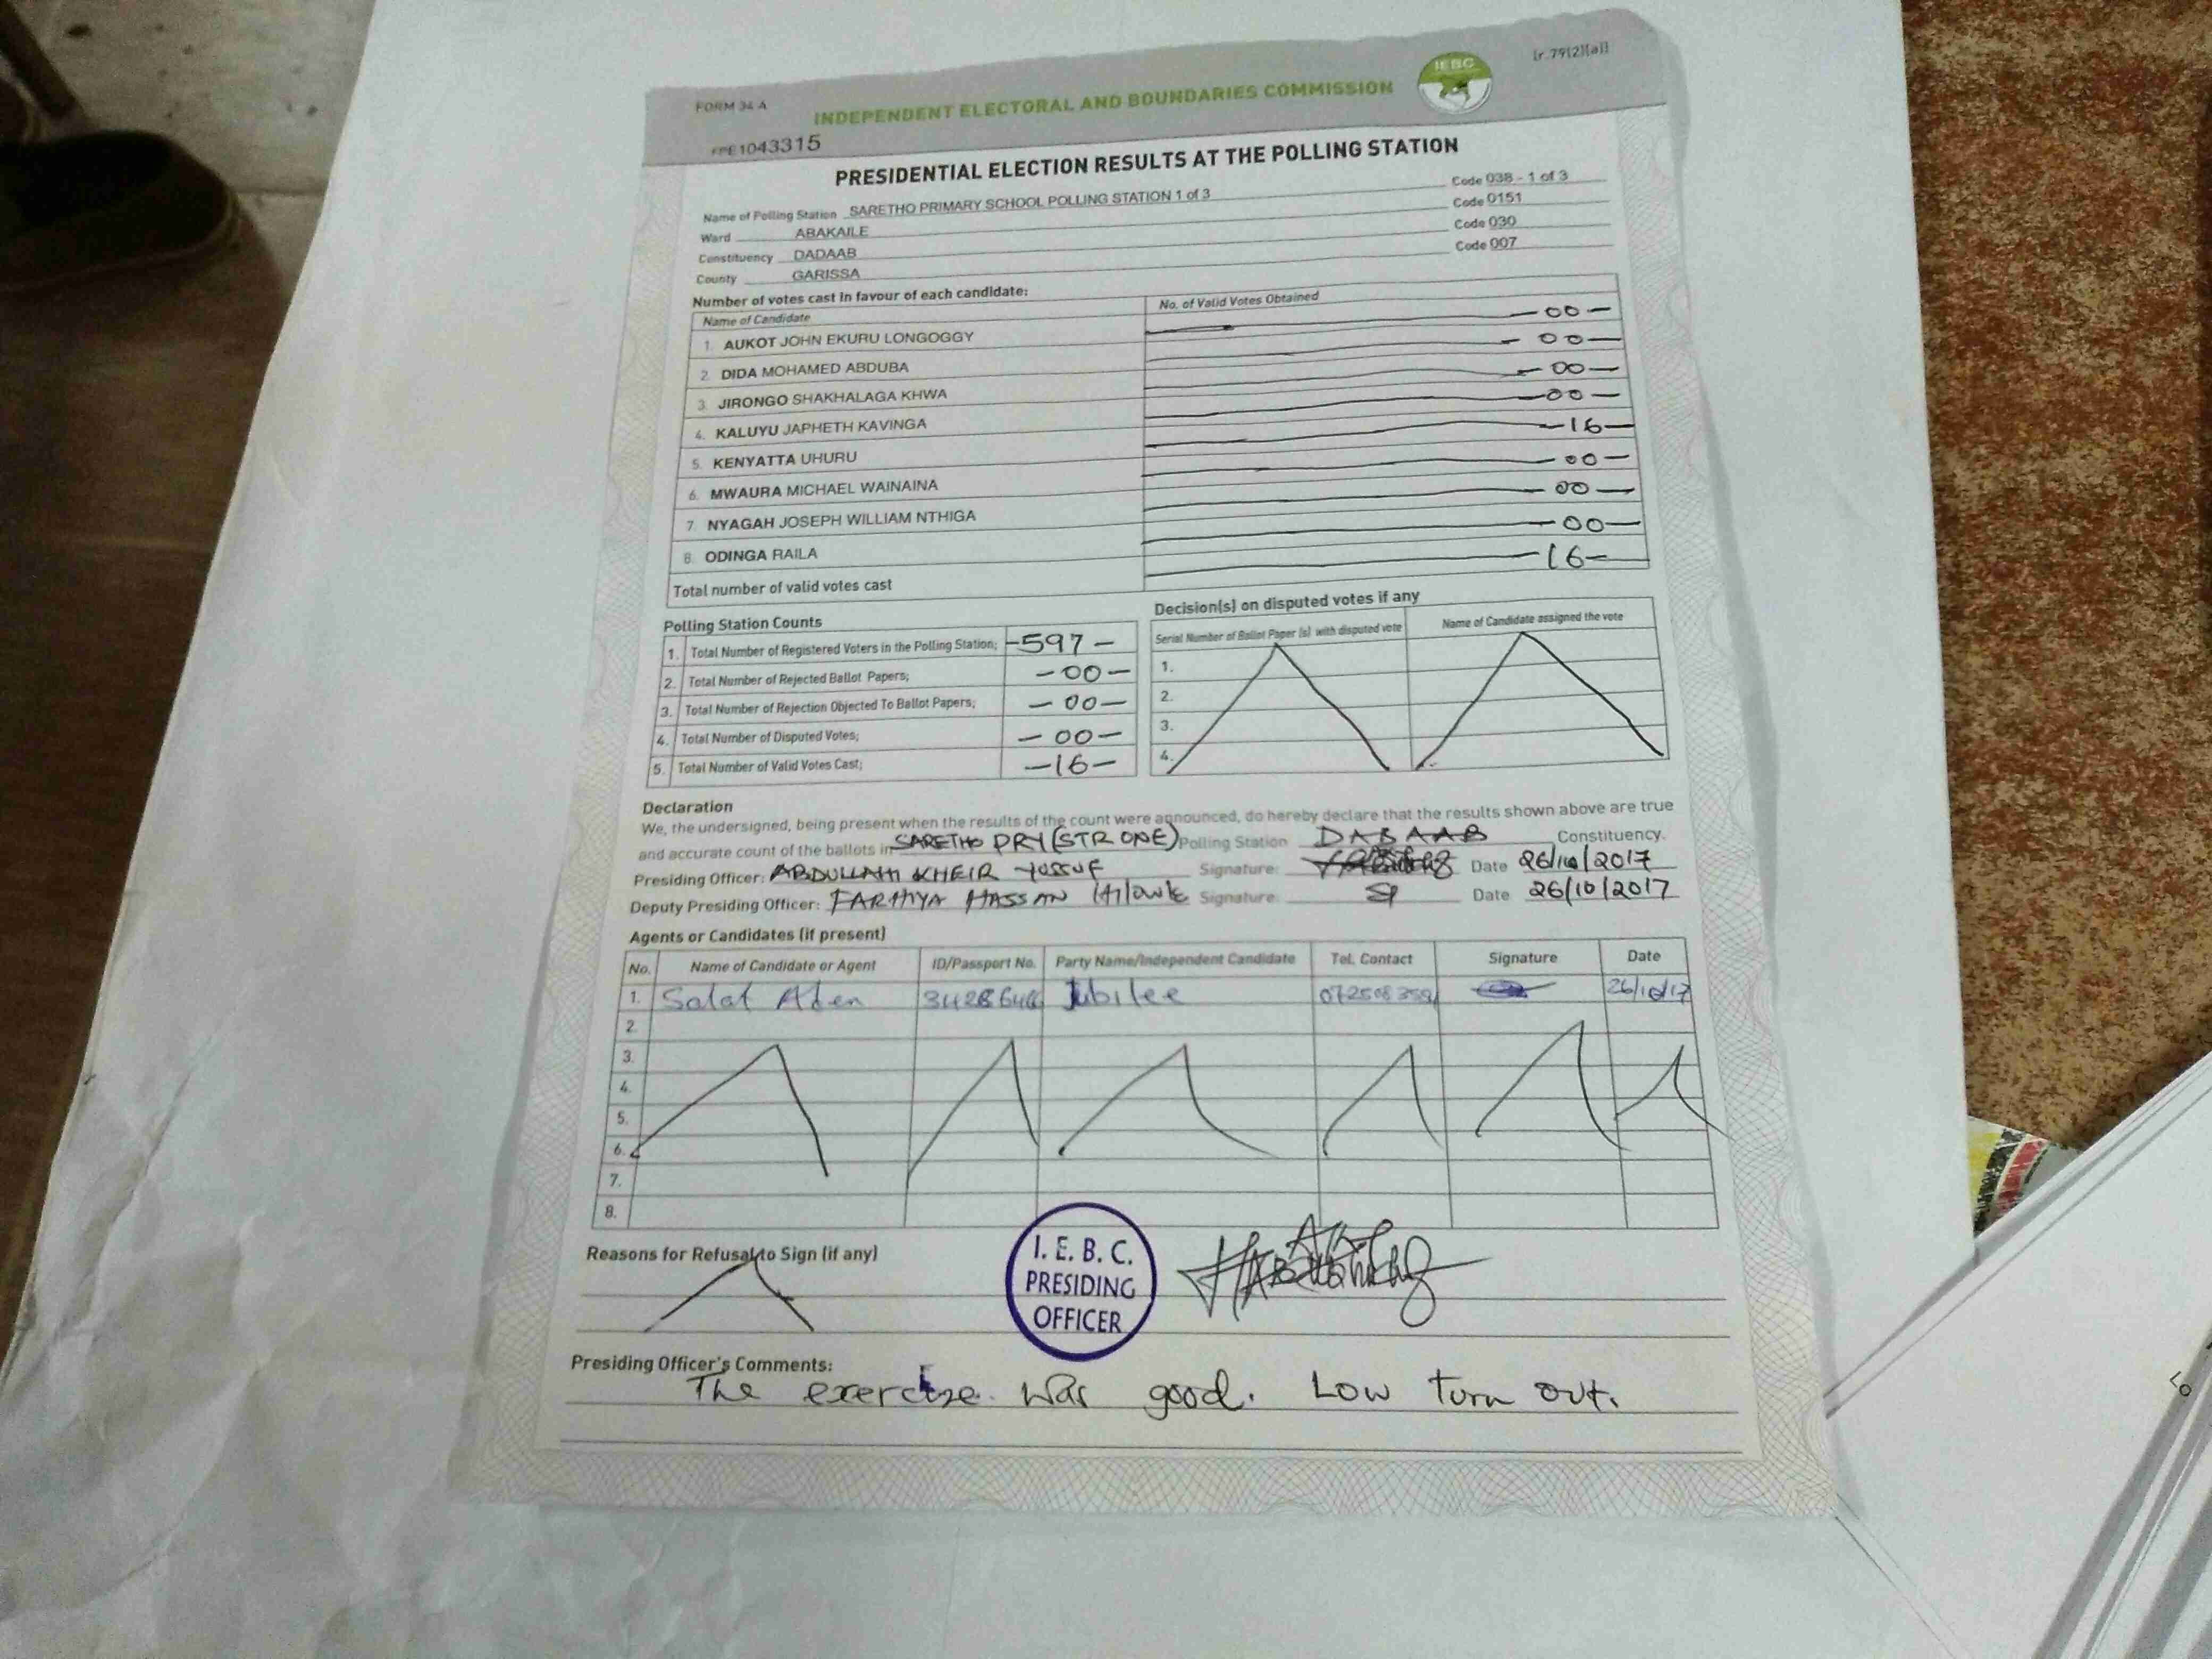 FORM 34 A
INDEPENDENT ELECTORAL AND BOUNDARIES COMMISSION
IEBC
(r.79(2)(a))
FPE1043315
PRESIDENTIAL ELECTION RESULTS AT THE POLLING STATION
Name of Polling Station SARETHO PRIMARY SCHOOL POLLING STATION 1 of 3 Code 038 - 1 of 3
Ward ABAKAILE Code 0151
Constituency DADAAB Code 030
County GARISSA Code 007
Number of votes cast in favour of each candidate:
Name of Candidate No. of Valid Votes Obtained
1. AUKOT JOHN EKURU LONGOGGY - 00 -
2. DIDA MOHAMED ABDUBA - 00 -
3. JIRONGO SHAKHALAGA KHWA - 00 -
4. KALUYU JAPHETH KAVINGA - 00 -
5. KENYATTA UHURU - 16 -
6. MWAURA MICHAEL WAINAINA - 00 -
7. NYAGAH JOSEPH WILLIAM NTHIGA - 00 -
8. ODINGA RAILA - 00 -
Total number of valid votes cast - 16 -
Polling Station Counts
1. Total Number of Registered Voters in the Polling Station; - 597 -
2. Total Number of Rejected Ballot Papers; - 00 -
3. Total Number of Rejection Objected To Ballot Papers; - 00 -
4. Total Number of Disputed Votes; - 00 -
5. Total Number of Valid Votes Cast; - 16 -
Decision(s) on disputed votes if any
Serial Number of Ballot Paper (s) with disputed vote Name of Candidate assigned the vote
1.
2.
3.
4.
Declaration
We, the undersigned, being present when the results of the count were announced, do hereby declare that the results shown above are true
and accurate count of the ballots in SARETHO PRY (STR ONE) Polling Station DABAAB Constituency.
Presiding Officer: ABDULLAHI KHEIR YUSSUF Signature: Date 26/10/2017
Deputy Presiding Officer: FARHIYA HASSAN Signature: Date 26/10/2017
Agents or Candidates (if present)
No. Name of Candidate or Agent ID/Passport No. Party Name/Independent Candidate Tel. Contact Signature Date
1. Salat Aden Jubilee 26/10/17
2.
3.
4.
5.
6.
7.
8.
Reasons for Refusal to Sign (if any)
I. E. B. C.
PRESIDING
OFFICER
Presiding Officer's Comments:
The exercise was good. Low turn out.